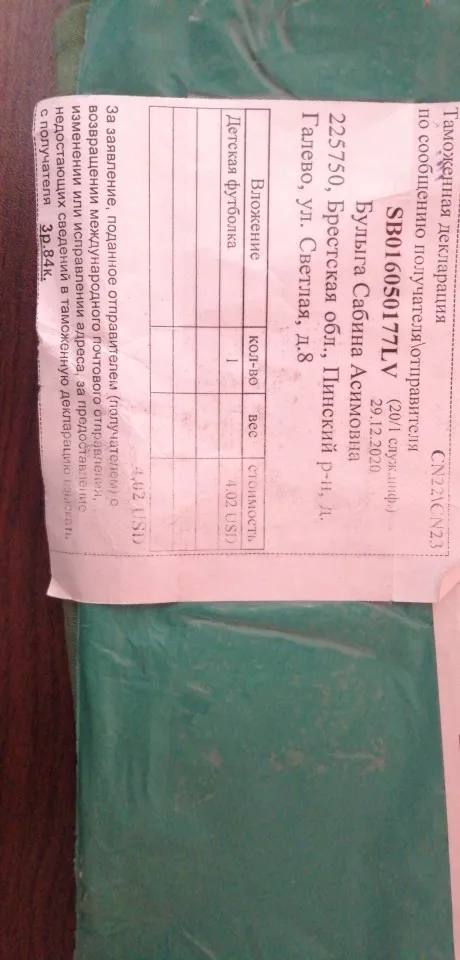 Таможенная декларация CN22\CN23
по сообщению получателя\отправителя
SB016050177LV (20/1 служ.инф.)
29.12.2020
Булыга Сабина Асимовна
225750, Брестская обл., Пинский р-н, д.
Галево, ул. Светлая, д.8
Вложение кол-во вес стоимость
Детская футболка 1 4,02 USD
4,02 USD
За заявление, поданное отправителем (получателем) с
возвращении международного почтового отправления,
изменении или исправлении адреса, за предоставление
недостающих сведений в таможенную декларацию взыскать
с получателя 3р.84к.